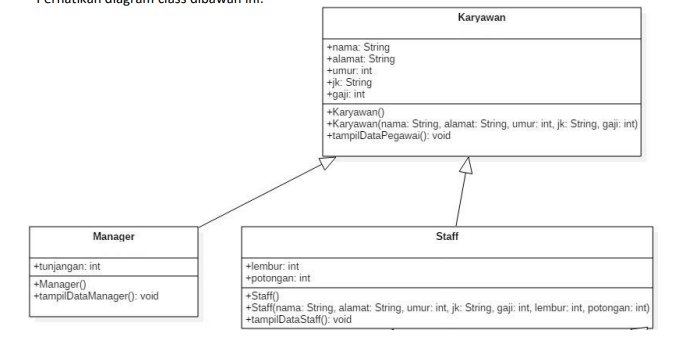 Perhatikan diagram class dibawah ini:
Karyawan
+nama: String
+alamat: String
+umur: int
+jk: String
+gaji: int
+Karyawan()
+Karyawan(nama: String, alamat: String, umur: int, jk: String, gaji: int)
+tampilDataPegawai(): void
Manager
+tunjangan: int
+Manager()
+tampilDataManager(): void
Staff
+lembur: int
+potongan: int
+Staff()
+Staff(nama: String, alamat: String, umur: int, jk: String, gaji: int, lembur: int, potongan: int)
+tampilDataStaff(): void